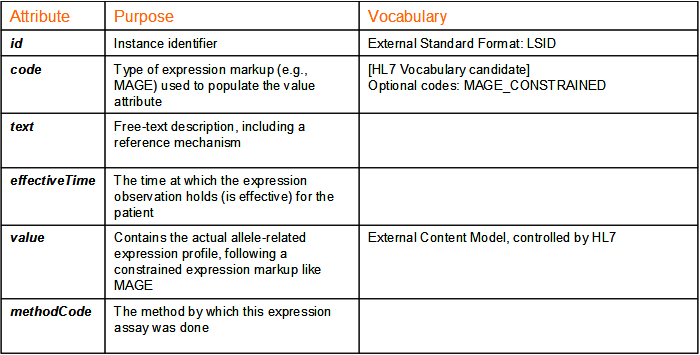 Attribute Purpose Vocabulary
id Instance identifier External Standard Format: LSID
code Type of expression markup (e.g., [HL7 Vocabulary candidate]
MAGE) used to populate the value Optional codes: MAGE_CONSTRAINED
attribute
text Free-text description, including a
reference mechanism
effectiveTime The time at which the expression
observation holds (is effective) for the
patient
value Contains the actual allele-related External Content Model, controlled by HL7
expression profile, following a
constrained expression markup like
MAGE
methodCode The method by which this expression
assay was done